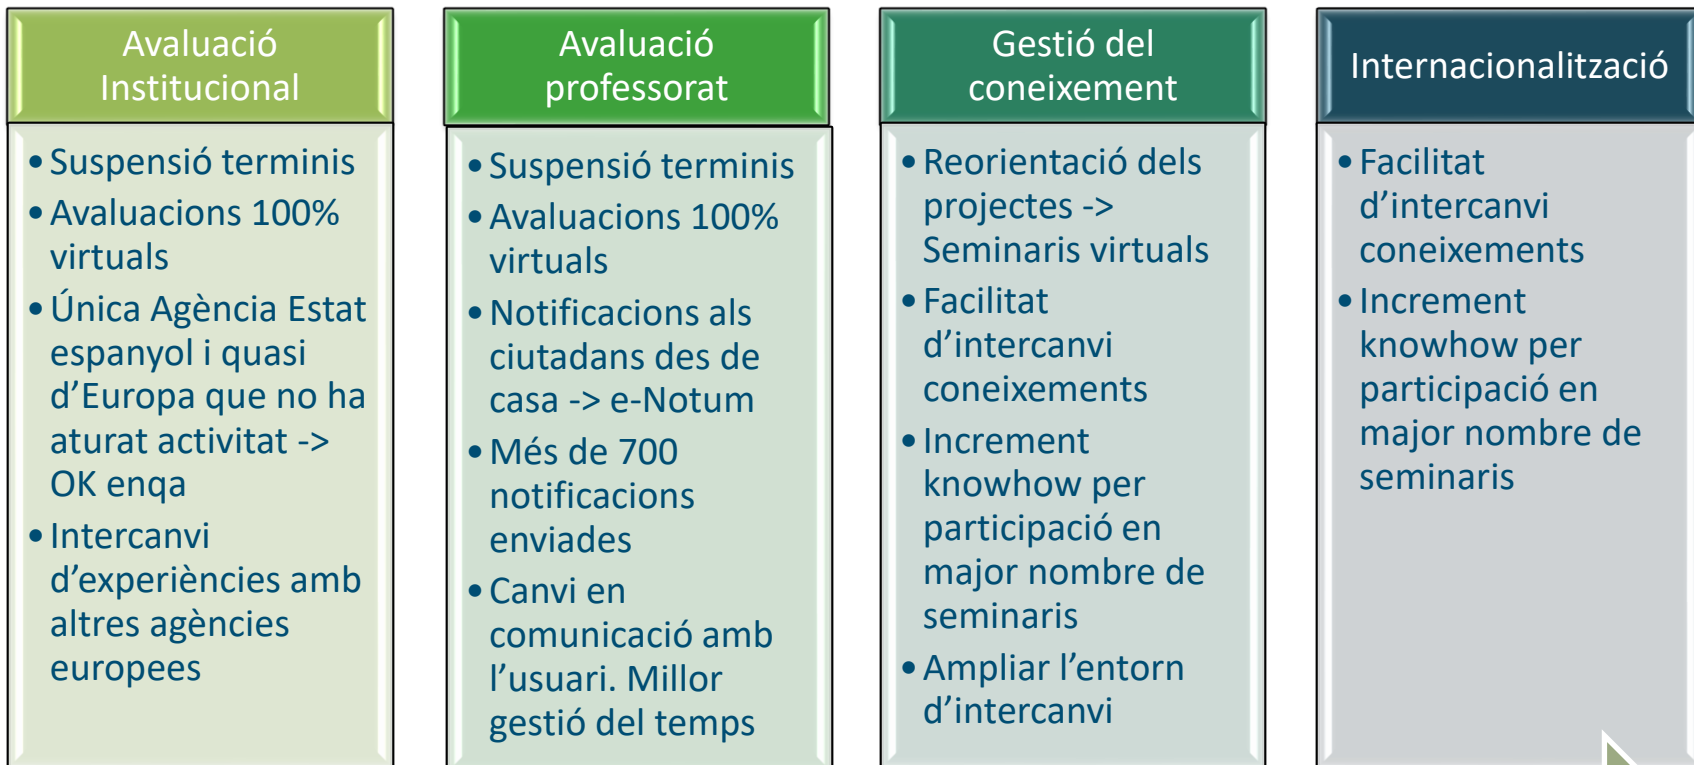 Avaluació
Institucional
• Suspensió terminis
• Avaluacions 100%
virtuals
• Única Agència Estat
espanyol i quasi
d’Europa que no ha
aturat activitat ->
OK enqa
• Intercanvi
d’experiències amb
altres agències
europees
Avaluació
professorat
• Suspensió terminis
• Avaluacions 100%
virtuals
• Notificacions als
ciutadans des de
casa -> e-Notum
• Més de 700
notificacions
enviades
• Canvi en
comunicació amb
l’usuari. Millor
gestió del temps
Gestió del
coneixement
• Reorientació dels
projectes ->
Seminaris virtuals
• Facilitat
d’intercanvi
coneixements
• Increment
knowhow per
participació en
major nombre de
seminaris
• Ampliar l’entorn
d’intercanvi
Internacionalització
• Facilitat
d’intercanvi
coneixements
• Increment
knowhow per
participació en
major nombre de
seminaris